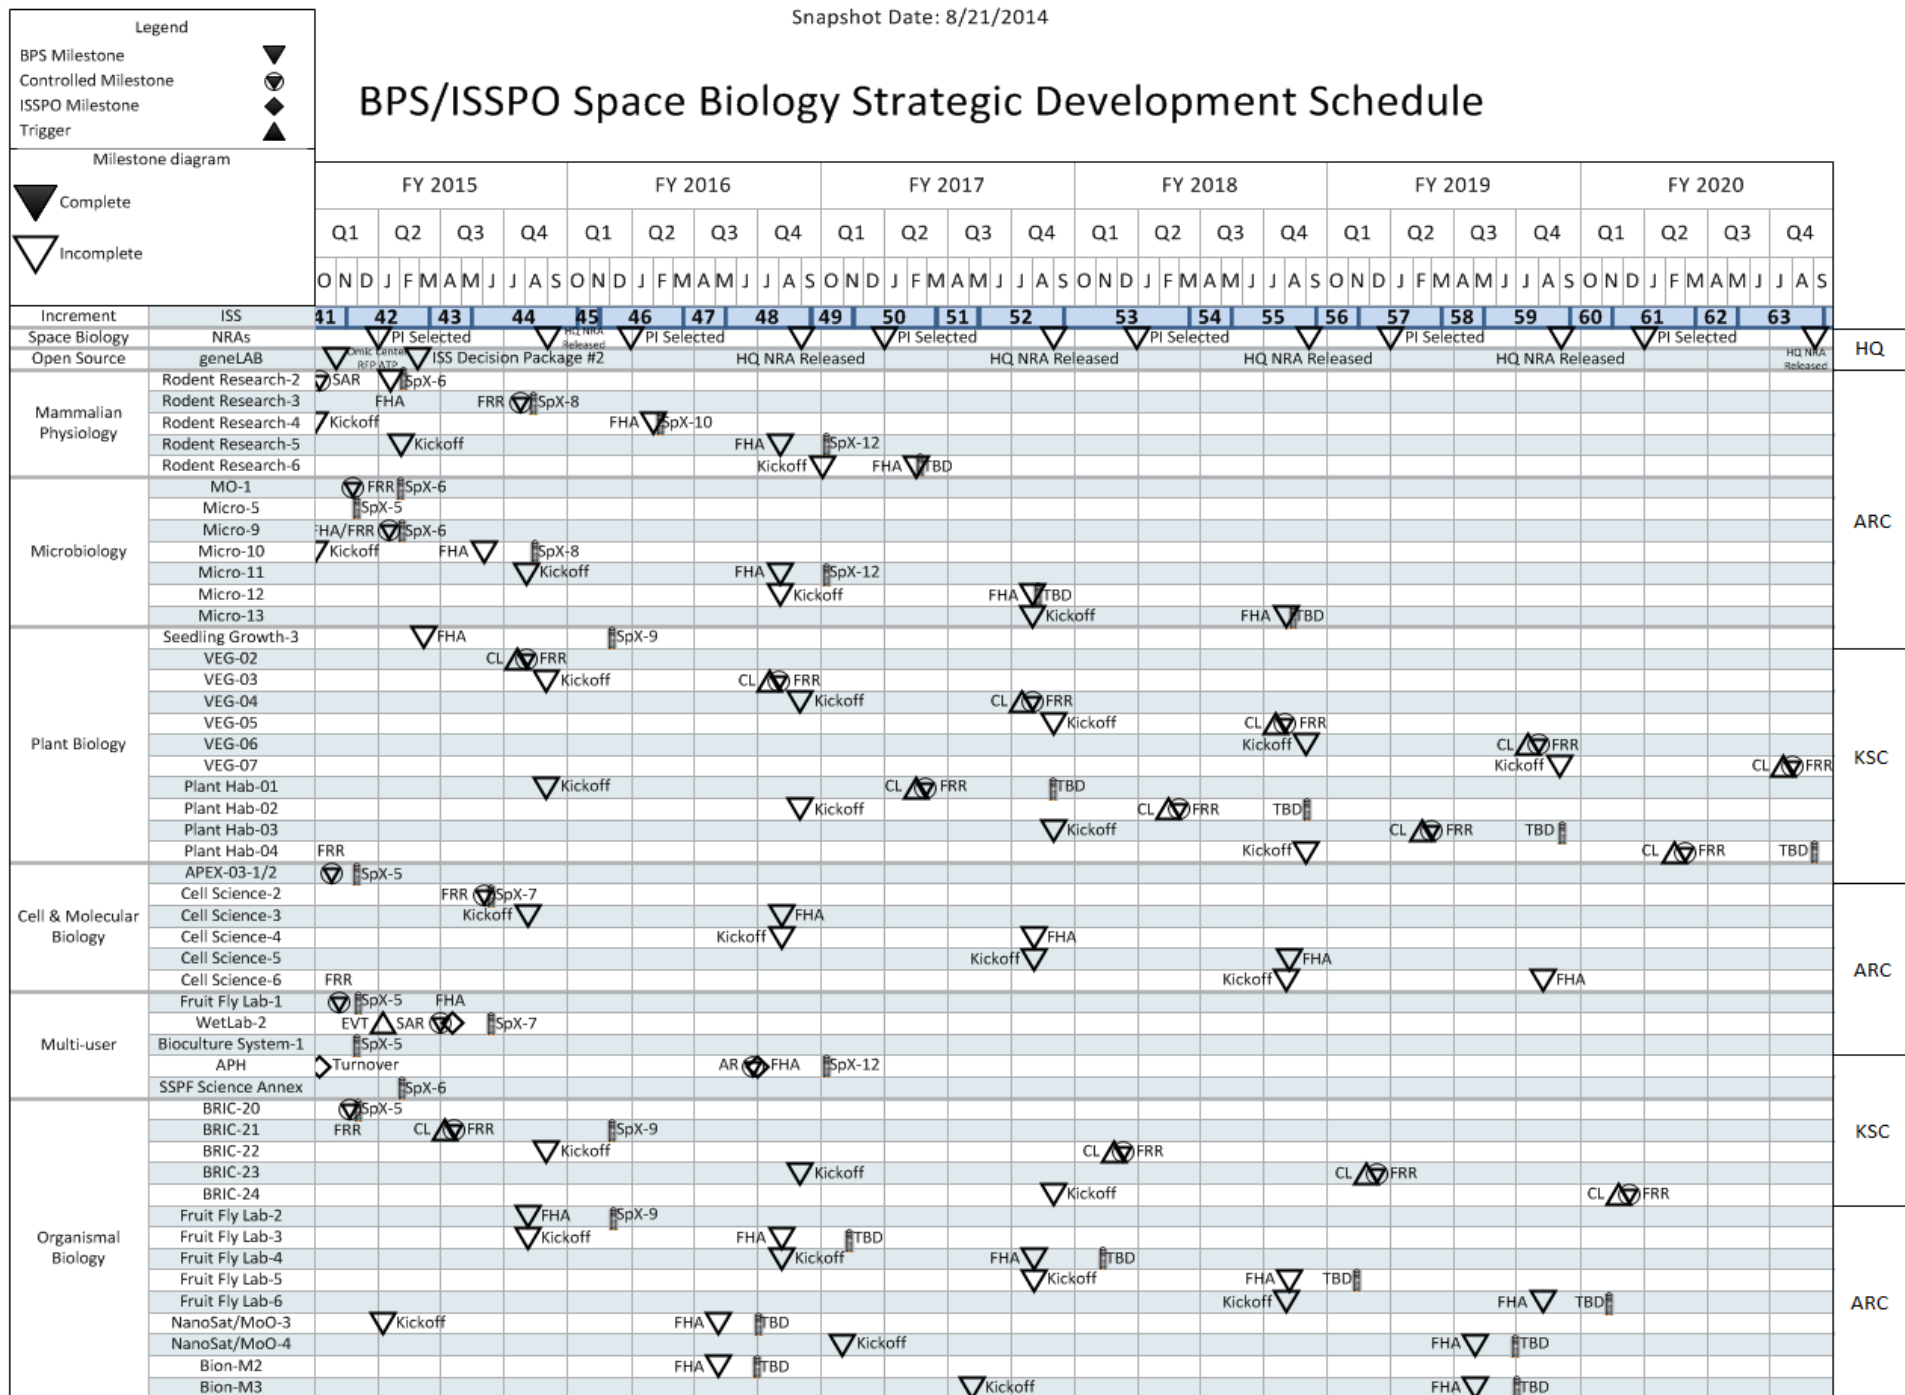 Snapshot Date: 8/21/2014
Legend
BPS Milestone
Controlled Milestone
ISSPO Milestone
Trigger
Milestone diagram
Complete
Incomplete
BPS/ISSPO Space Biology Strategic Development Schedule
FY 2015 FY 2016 FY 2017 FY 2018 FY 2019 FY 2020
Q1 Q2 Q3 Q4 Q1 Q2 Q3 Q4 Q1 Q2 Q3 Q4 Q1 Q2 Q3 Q4 Q1 Q2 Q3 Q4 Q1 Q2 Q3 Q4
O N D J F M A M J J A S O N D J F M A M J J A S O N D J F M A M J J A S O N D J F M A M J J A S O N D J F M A M J J A S O N D J F M A M J J A S
Increment ISS 41 42 43 44 45 46 47 48 49 50 51 52 53 54 55 56 57 58 59 60 61 62 63
Space Biology NRAs PI Selected HQ NRA Released PI Selected PI Selected PI Selected PI Selected PI Selected
Open Source geneLAB Omic Center RFP ATP ISS Decision Package #2 HQ NRA Released HQ NRA Released HQ NRA Released HQ NRA Released HQ NRA Released
HQ
Mammalian Physiology
Rodent Research-2 SAR SpX-6
Rodent Research-3 FHA FRR SpX-8
Rodent Research-4 Kickoff FHA SpX-10
Rodent Research-5 Kickoff FHA SpX-12
Rodent Research-6 Kickoff FHA TBD
Microbiology
MO-1 FRR SpX-6
Micro-5 SpX-5
Micro-9 FHA/FRR SpX-6
Micro-10 Kickoff FHA SpX-8
Micro-11 Kickoff FHA SpX-12
Micro-12 Kickoff FHA TBD
Micro-13 Kickoff FHA TBD
ARC
Plant Biology
Seedling Growth-3 FHA SpX-9
VEG-02 CL FRR
VEG-03 Kickoff CL FRR
VEG-04 Kickoff CL FRR
VEG-05 Kickoff CL FRR
VEG-06 Kickoff CL FRR
VEG-07 Kickoff CL FRR
Plant Hab-01 Kickoff CL FRR TBD
Plant Hab-02 Kickoff CL FRR TBD
Plant Hab-03 Kickoff CL FRR TBD
Plant Hab-04 FRR Kickoff CL FRR TBD
KSC
Cell & Molecular Biology
APEX-03-1/2 SpX-5
Cell Science-2 FRR SpX-7
Cell Science-3 Kickoff FHA
Cell Science-4 Kickoff FHA
Cell Science-5 Kickoff FHA
Cell Science-6 FRR Kickoff FHA
ARC
Multi-user
Fruit Fly Lab-1 SpX-5 FHA
WetLab-2 EVT SAR SpX-7
Bioculture System-1 SpX-5
APH Turnover AR FHA SpX-12
SSPF Science Annex SpX-6
Organismal Biology
BRIC-20 SpX-5
BRIC-21 FRR CL FRR SpX-9
BRIC-22 Kickoff CL FRR
BRIC-23 Kickoff CL FRR
BRIC-24 Kickoff CL FRR
KSC
Fruit Fly Lab-2 FHA SpX-9
Fruit Fly Lab-3 Kickoff FHA TBD
Fruit Fly Lab-4 Kickoff FHA TBD
Fruit Fly Lab-5 Kickoff FHA TBD
Fruit Fly Lab-6 Kickoff FHA TBD
NanoSat/MoO-3 Kickoff FHA TBD
NanoSat/MoO-4 Kickoff FHA TBD
Bion-M2 FHA TBD
Bion-M3 Kickoff FHA TBD
ARC